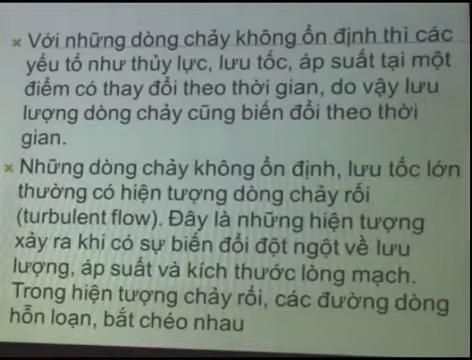 × Với những dòng chảy không ổn định thì các
yếu tố như thủy lực, lưu tốc, áp suất tại một
điểm có thay đổi theo thời gian, do vậy lưu
lượng dòng chảy cũng biến đổi theo thời
gian.
× Những dòng chảy không ổn định, lưu tốc lớn
thường có hiện tượng dòng chảy rối
(turbulent flow). Đây là những hiện tượng
xảy ra khi có sự biến đổi đột ngột về lưu
lượng, áp suất và kích thước lòng mạch.
Trong hiện tượng chảy rối, các đường dòng
hỗn loạn, bắt chéo nhau